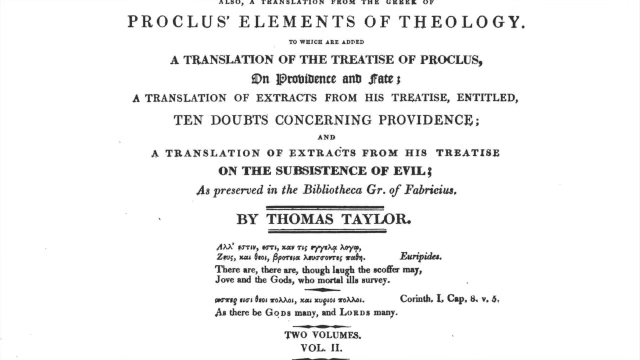 ALSO, A TRANSLATION FROM THE GREEK OF
PROCLUS' ELEMENTS OF THEOLOGY.
TO WHICH ARE ADDED
A TRANSLATION OF THE TREATISE OF PROCLUS,
On Providence and Fate;
A TRANSLATION OF EXTRACTS FROM HIS TREATISE, ENTITLED,
TEN DOUBTS CONCERNING PROVIDENCE;
AND
A TRANSLATION OF EXTRACTS FROM HIS TREATISE
ON THE SUBSISTENCE OF EVIL;
As preserved in the Bibliotheca Gr. of Fabricius.
BY THOMAS TAYLOR.
Αλλ' εστιν, εστι, καν τις εγγελᾳ λογῳ,
Ζευς, και θεοι, βροτεια λευσσοντες παθη. Euripides.
There are, there are, though laugh the scoffer may,
Jove and the Gods, who mortal ills survey.
ωσπερ εισι θεοι πολλοι, και κυριοι πολλοι. Corinth. I. Cap. 8. v. 5.
As there be GODS many, and LORDS many.
TWO VOLUMES.
VOL. II.